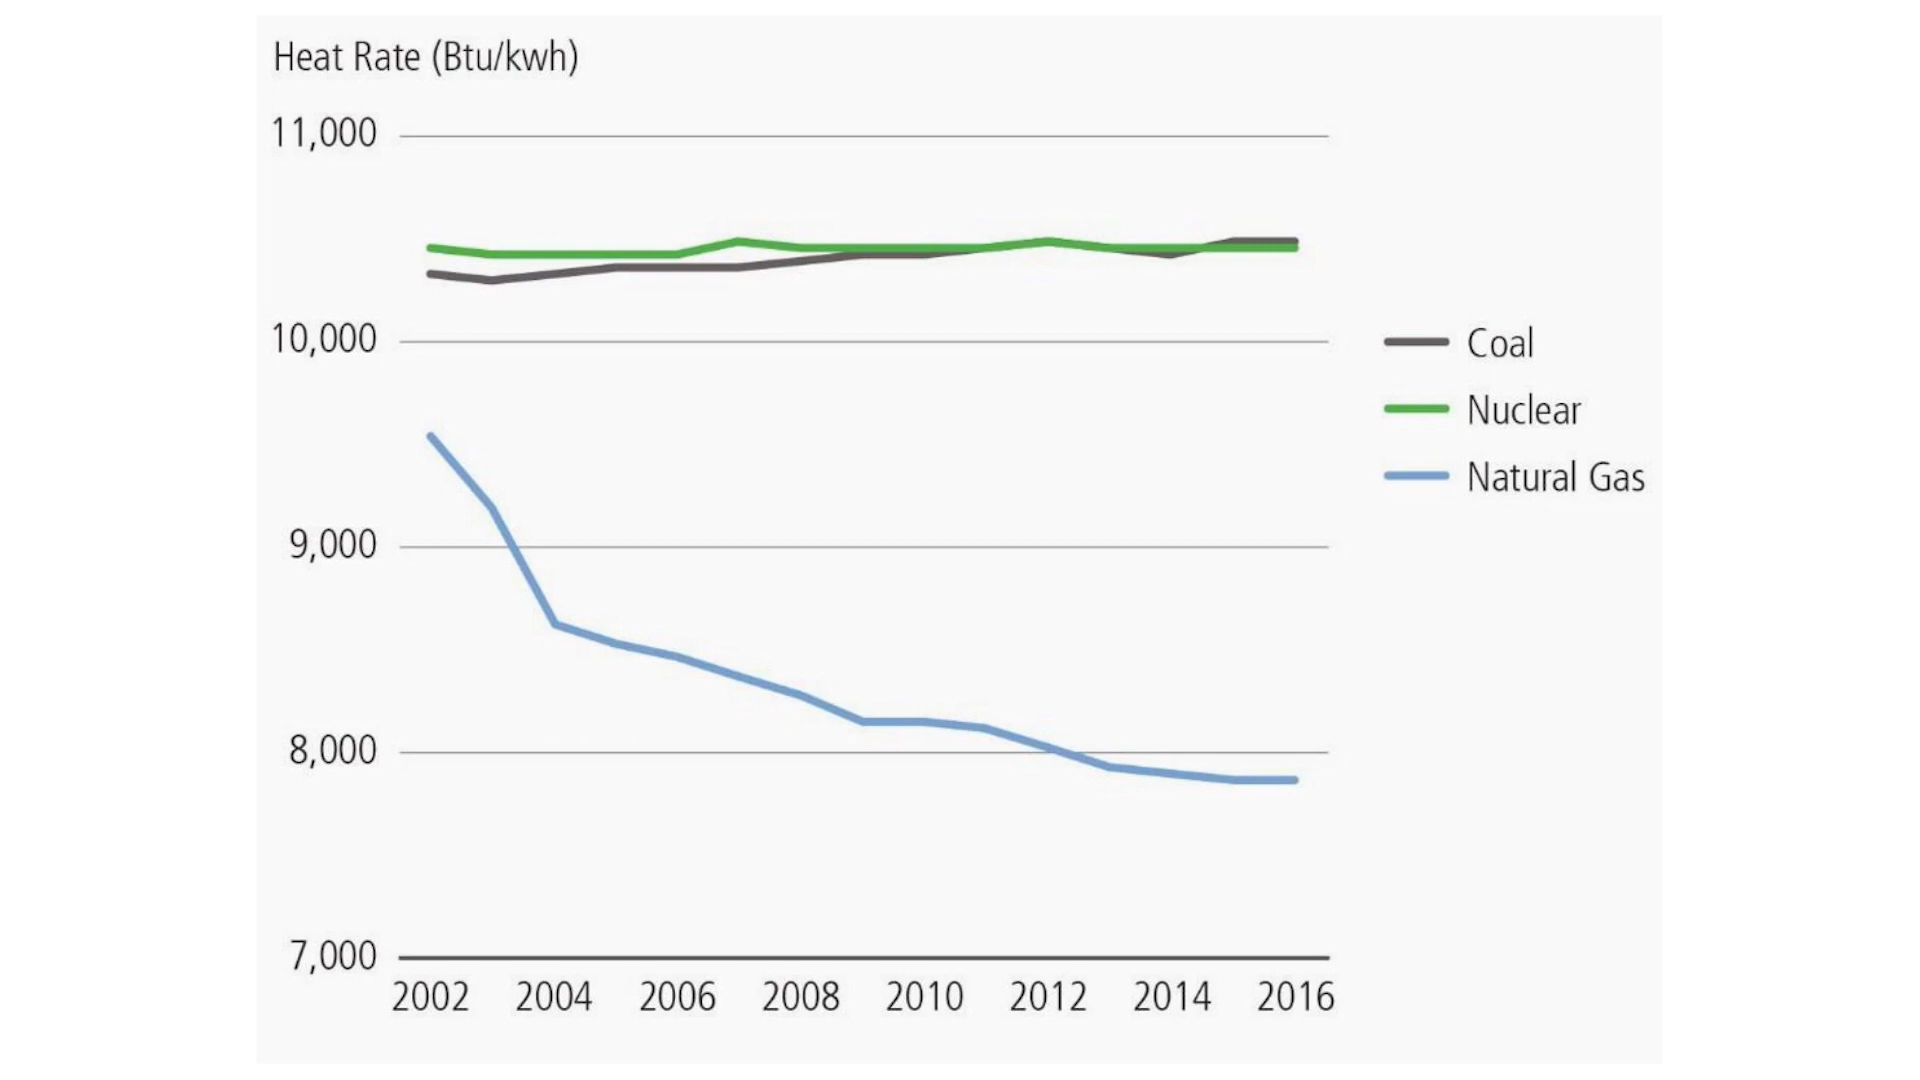 Heat Rate (Btu/kwh)
11,000
10,000
9,000
8,000
7,000
2002 2004 2006 2008 2010 2012 2014 2016
Coal
Nuclear
Natural Gas